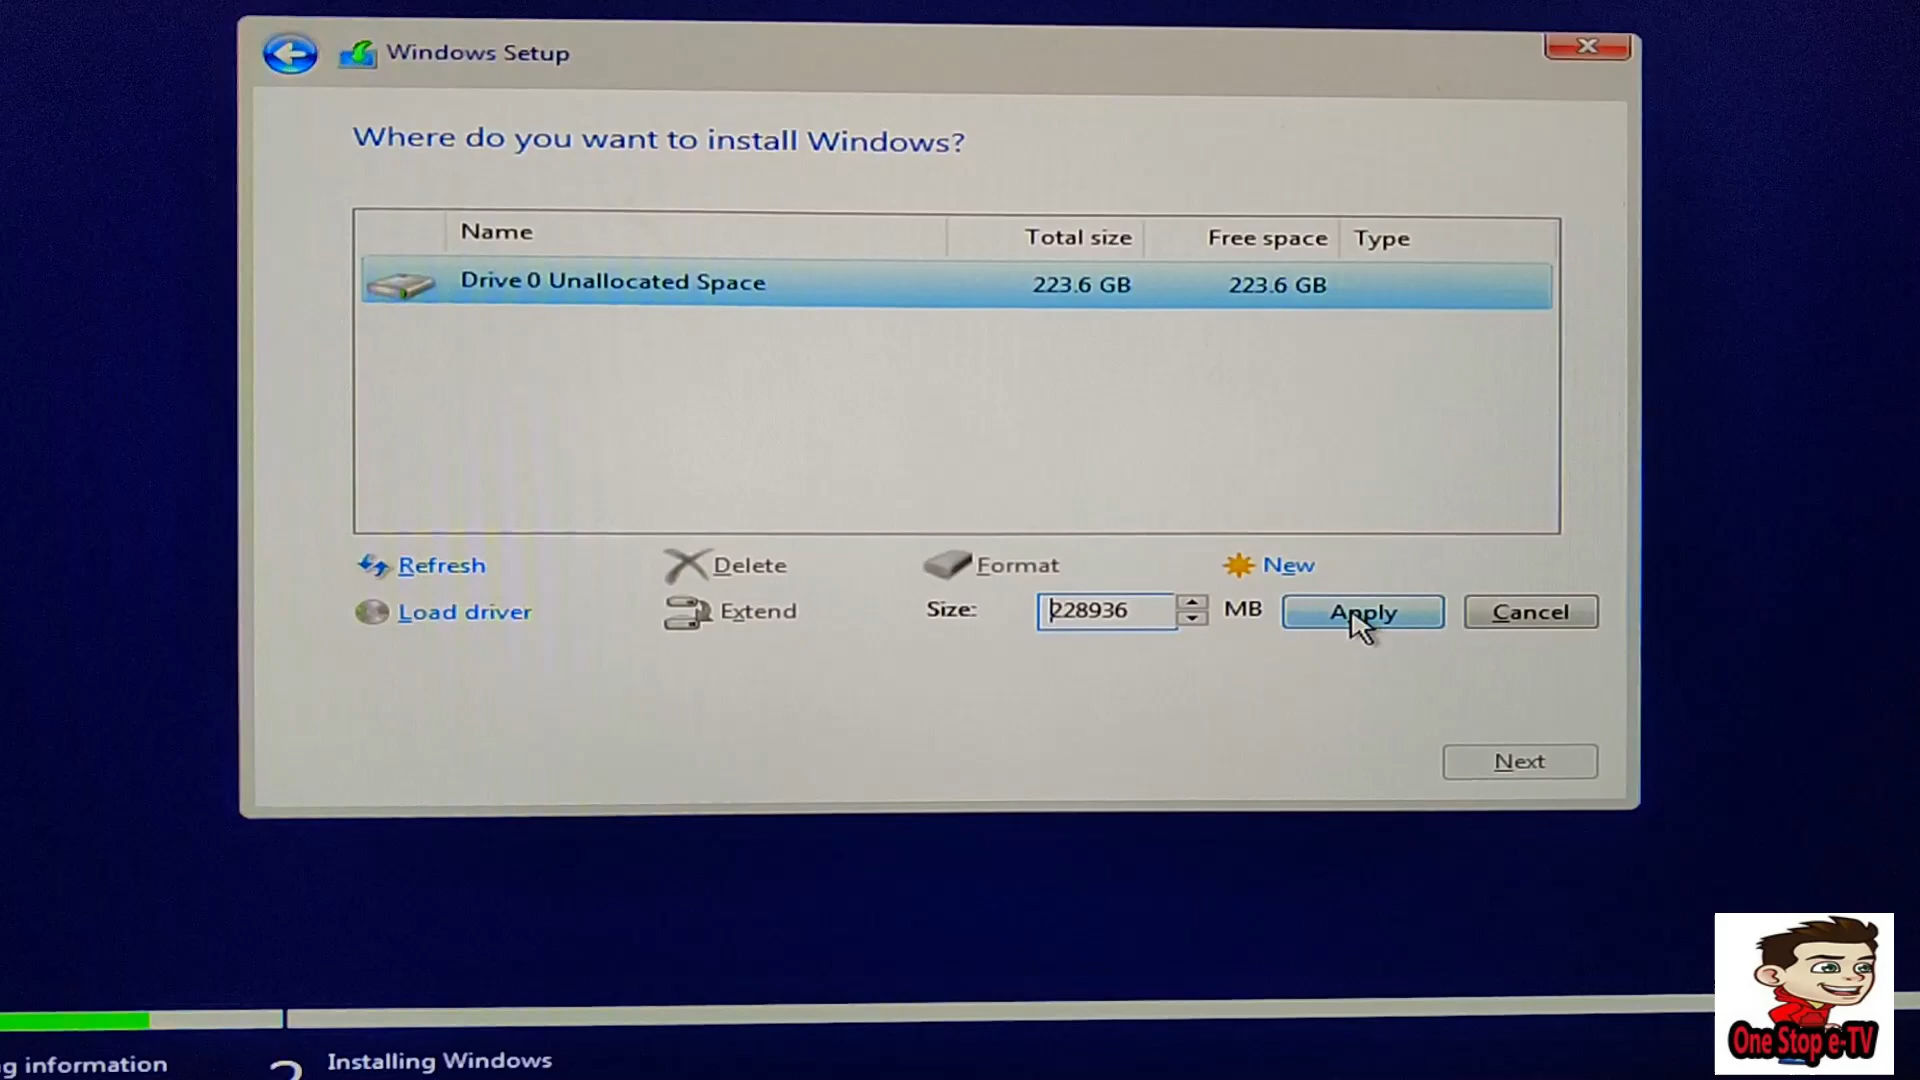 Windows Setup
Where do you want to install Windows?
Name Total size Free space Type
Drive 0 Unallocated Space 223.6 GB 223.6 GB
Refresh Delete Format New
Load driver Extend Size: 228936 MB Apply Cancel
Next
g information Installing Windows
One Stop e-TV